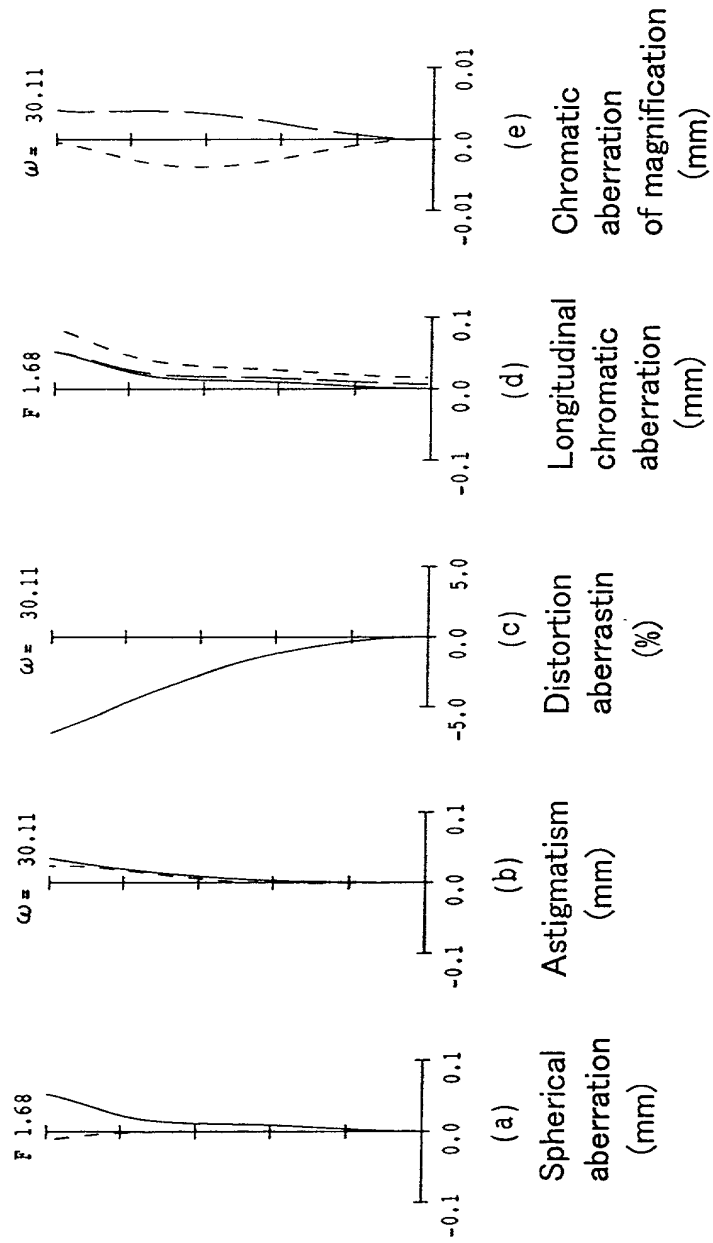 F 1.68
-0.1 0.0 0.1
(a)
Spherical
aberration
(mm)
ω= 30.11
-0.1 0.0 0.1
(b)
Astigmatism
(mm)
ω= 30.11
-5.0 0.0 5.0
(c)
Distortion
aberrastin
(%)
F 1.68
-0.1 0.0 0.1
(d)
Longitudinal
chromatic
aberration
(mm)
ω= 30.11
-0.01 0.0 0.01
(e)
Chromatic
aberration
of magnification
(mm)